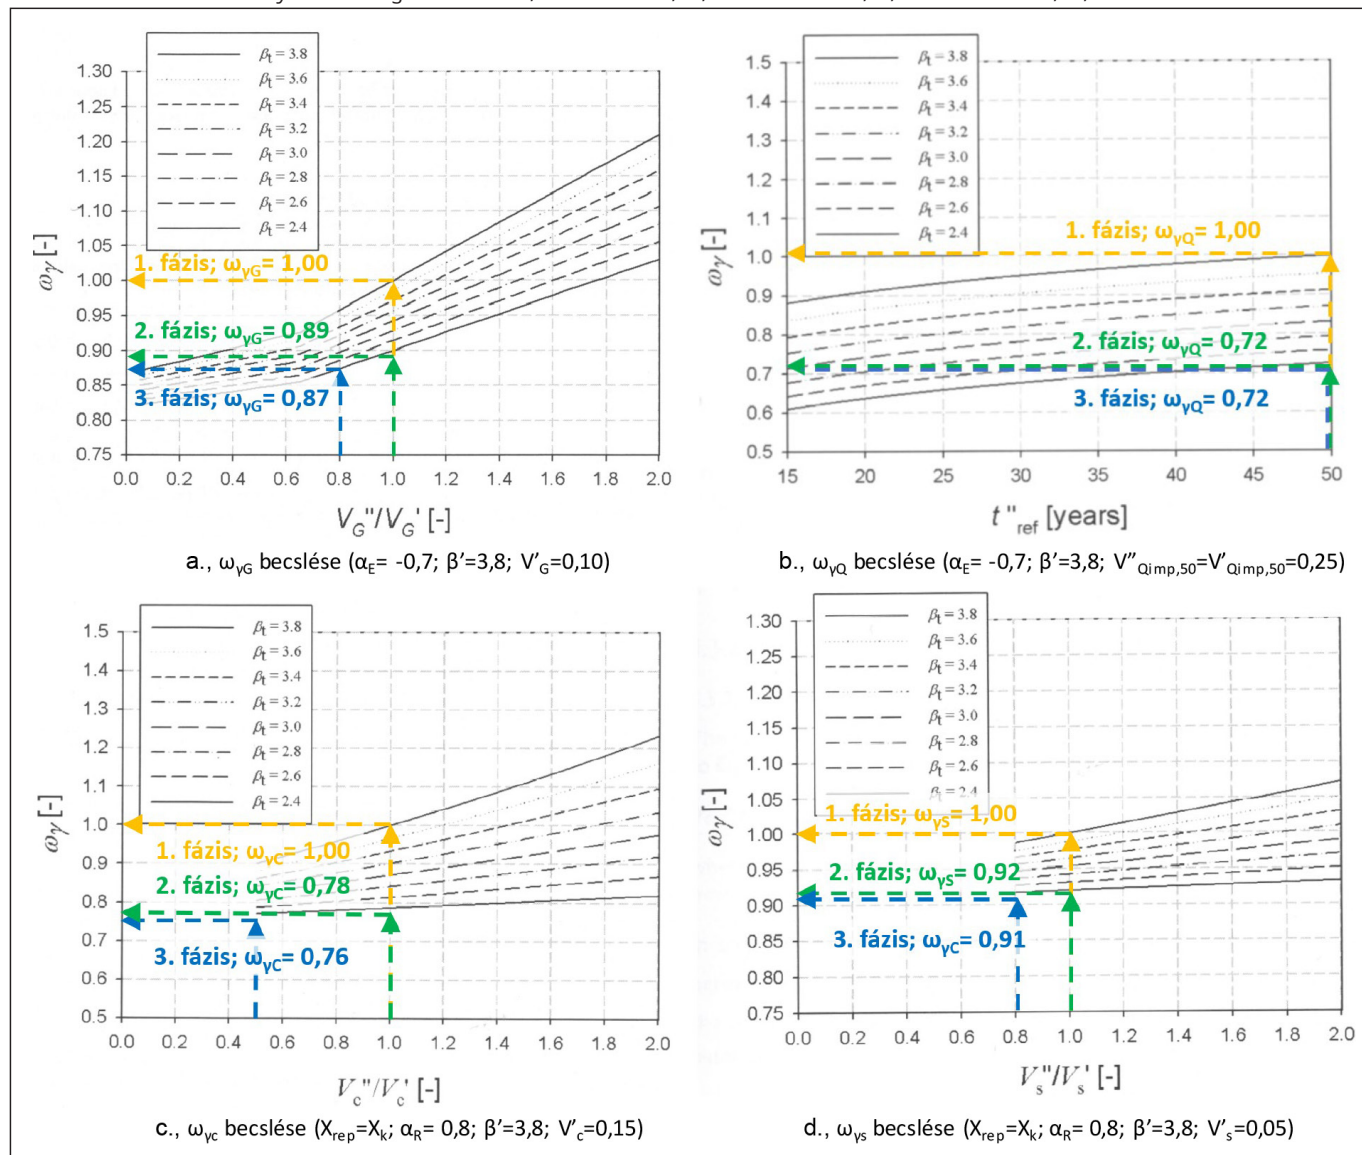 βt = 3.8
βt = 3.6
βt = 3.4
βt = 3.2
βt = 3.0
βt = 2.8
βt = 2.6
βt = 2.4
1.30
1.25
1.20
1.15
1.10
1.05
1.00
0.95
0.90
0.85
0.80
0.75
ωγ [-]
1. fázis; ωγG= 1,00
2. fázis; ωγG= 0,89
3. fázis; ωγG= 0,87
0.0 0.2 0.4 0.6 0.8 1.0 1.2 1.4 1.6 1.8 2.0
VG''/VG' [-]
a., ωγG becslése (αE= -0,7; β’=3,8; V’G=0,10)
βt = 3.8
βt = 3.6
βt = 3.4
βt = 3.2
βt = 3.0
βt = 2.8
βt = 2.6
βt = 2.4
1.5
1.4
1.3
1.2
1.1
1.0
0.9
0.8
0.7
0.6
0.5
ωγ [-]
1. fázis; ωγQ= 1,00
2. fázis; ωγQ= 0,72
3. fázis; ωγQ= 0,72
15 20 25 30 35 40 45 50
t''ref [years]
b., ωγQ becslése (αE= -0,7; β’=3,8; V’’Qimp,50=V’Qimp,50=0,25)
βt = 3.8
βt = 3.6
βt = 3.4
βt = 3.2
βt = 3.0
βt = 2.8
βt = 2.6
βt = 2.4
1.5
1.4
1.3
1.2
1.1
1.0
0.9
0.8
0.7
0.6
0.5
ωγ [-]
1. fázis; ωγC= 1,00
2. fázis; ωγC= 0,78
3. fázis; ωγC= 0,76
0.0 0.2 0.4 0.6 0.8 1.0 1.2 1.4 1.6 1.8 2.0
Vc''/Vc' [-]
c., ωγc becslése (Xrep=Xk; αR= 0,8; β’=3,8; V’c=0,15)
βt = 3.8
βt = 3.6
βt = 3.4
βt = 3.2
βt = 3.0
βt = 2.8
βt = 2.6
βt = 2.4
1.30
1.25
1.20
1.15
1.10
1.05
1.00
0.95
0.90
0.85
0.80
0.75
ωγ [-]
1. fázis; ωγS= 1,00
2. fázis; ωγS= 0,92
3. fázis; ωγC= 0,91
0.0 0.2 0.4 0.6 0.8 1.0 1.2 1.4 1.6 1.8 2.0
Vs''/Vs' [-]
d., ωγs becslése (Xrep=Xk; αR= 0,8; β’=3,8; V’s=0,05)